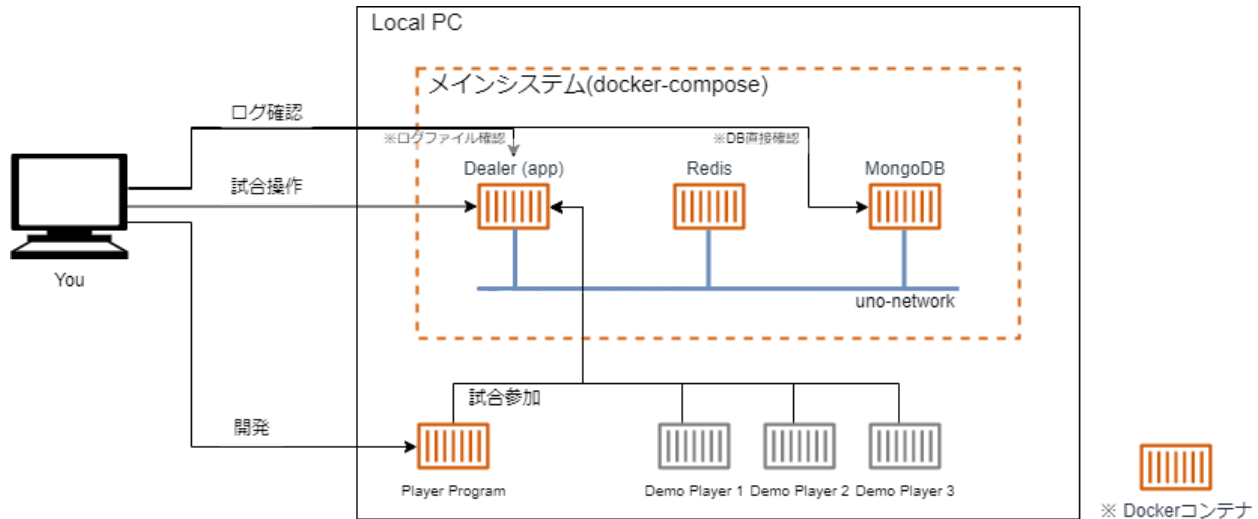 Local PC
メインシステム(docker-compose)
ログ確認
※ログファイル確認
※DB直接確認
Dealer (app)
Redis
MongoDB
試合操作
You
uno-network
試合参加
開発
Player Program
Demo Player 1
Demo Player 2
Demo Player 3
※ Dockerコンテナ